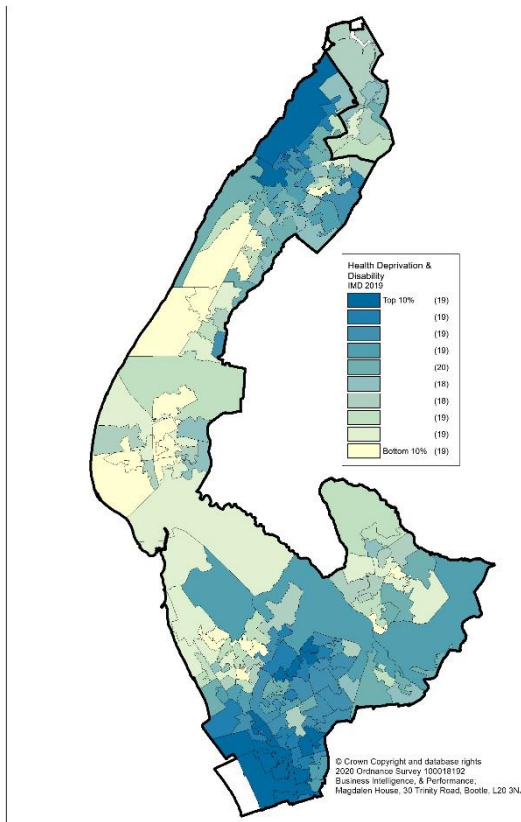 Health Deprivation &
Disability
IMD 2019
Top 10% (19)
(19)
(19)
(19)
(20)
(18)
(18)
(19)
(19)
Bottom 10% (19)
© Crown Copyright and database rights
2020 Ordnance Survey 100018192
Business Intelligence, & Performance,
Magdalen House, 30 Trinity Road, Bootle, L20 3NJ